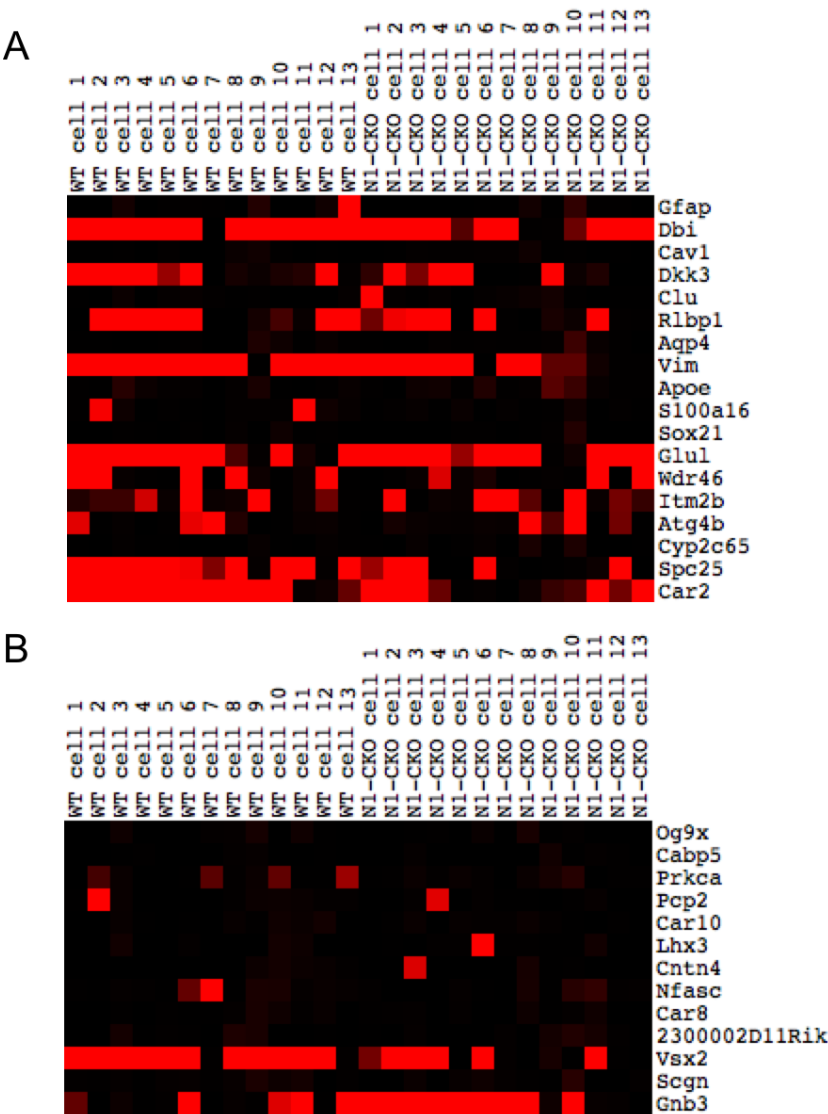 A
WT cell 1
WT cell 2
WT cell 3
WT cell 4
WT cell 5
WT cell 6
WT cell 7
WT cell 8
WT cell 9
WT cell 10
WT cell 11
WT cell 12
WT cell 13
N1-CKO cell 1
N1-CKO cell 2
N1-CKO cell 3
N1-CKO cell 4
N1-CKO cell 5
N1-CKO cell 6
N1-CKO cell 7
N1-CKO cell 8
N1-CKO cell 9
N1-CKO cell 10
N1-CKO cell 11
N1-CKO cell 12
N1-CKO cell 13
Gfap
Dbi
Cav1
Dkk3
Clu
Rlbp1
Aqp4
Vim
Apoe
S100a16
Sox21
Glul
Wdr46
Itm2b
Atg4b
Cyp2c65
Spc25
Car2
B
WT cell 1
WT cell 2
WT cell 3
WT cell 4
WT cell 5
WT cell 6
WT cell 7
WT cell 8
WT cell 9
WT cell 10
WT cell 11
WT cell 12
WT cell 13
N1-CKO cell 1
N1-CKO cell 2
N1-CKO cell 3
N1-CKO cell 4
N1-CKO cell 5
N1-CKO cell 6
N1-CKO cell 7
N1-CKO cell 8
N1-CKO cell 9
N1-CKO cell 10
N1-CKO cell 11
N1-CKO cell 12
N1-CKO cell 13
Og9x
Cabp5
Prkca
Pcp2
Car10
Lhx3
Cntn4
Nfasc
Car8
2300002D11Rik
Vsx2
Scgn
Gnb3